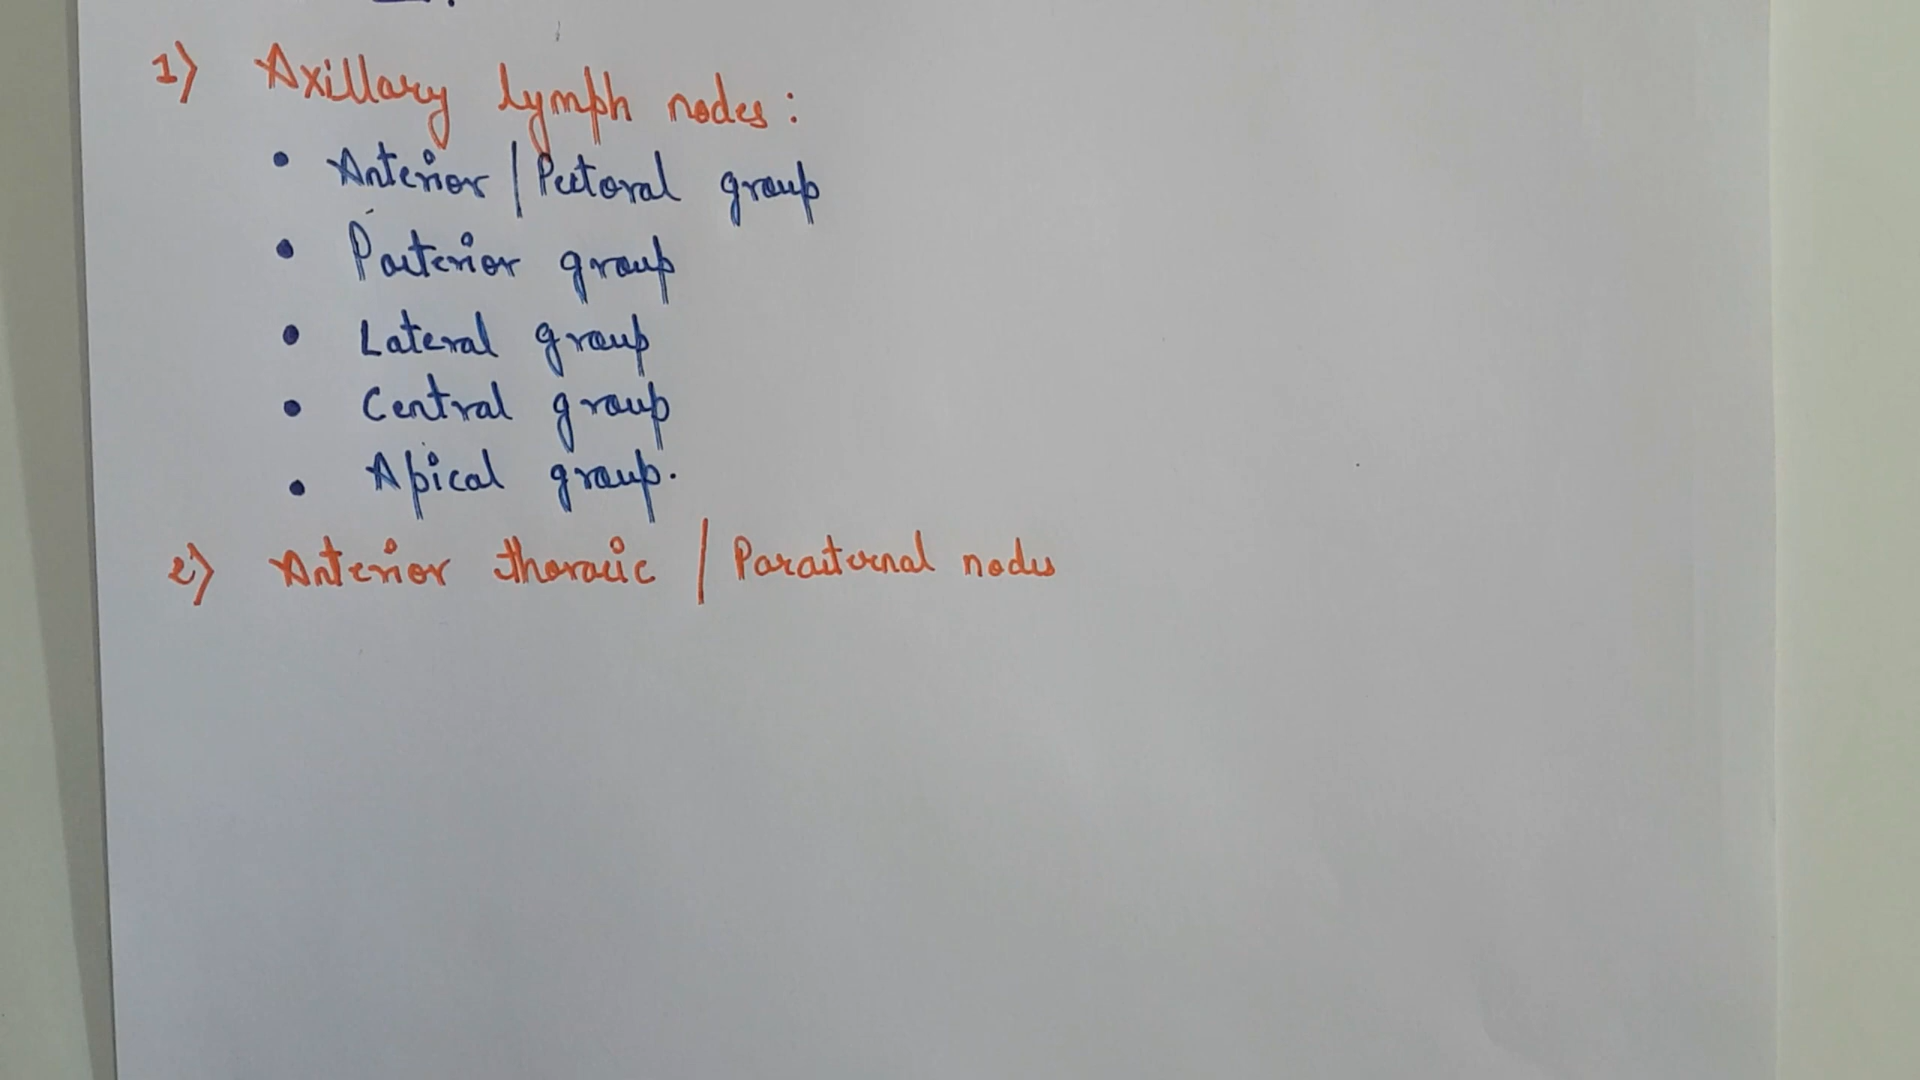 1) Axillary lymph nodes :
• Anterior / Pectoral group
• Posterior group
• Lateral group
• Central group
• Apical group.
2) Anterior thoracic / Parasternal nodes